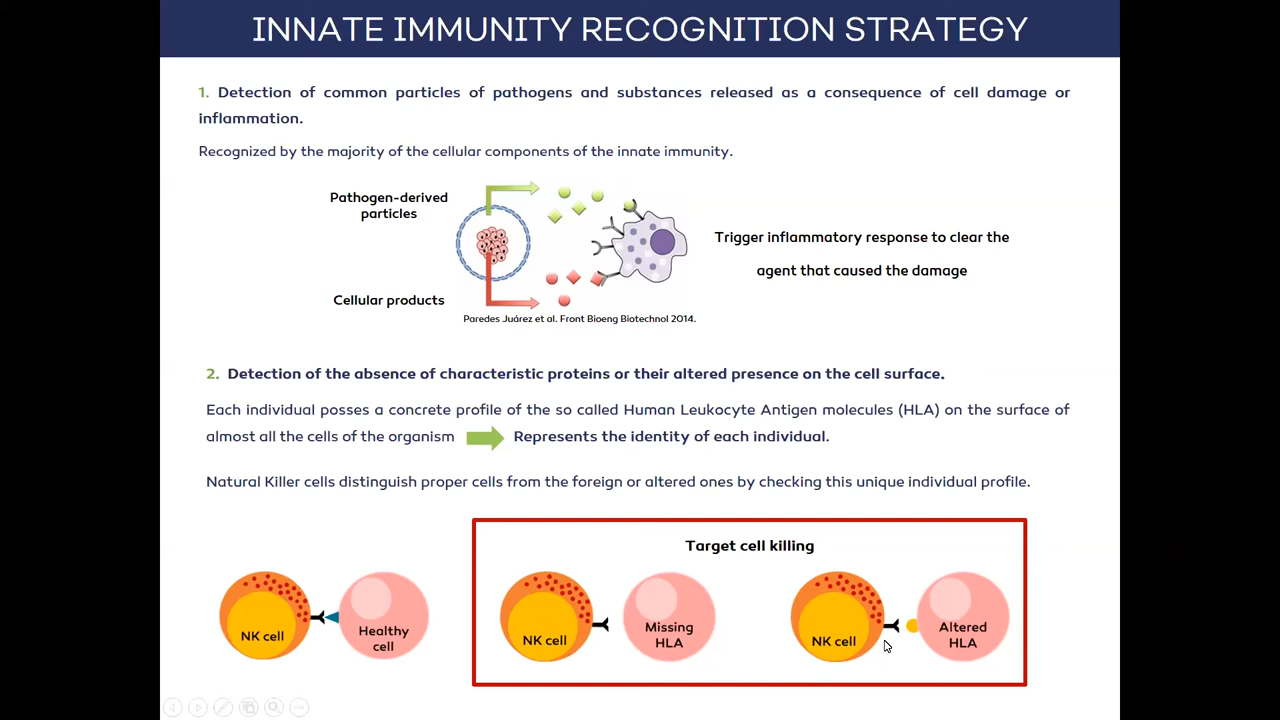 INNATE IMMUNITY RECOGNITION STRATEGY
1. Detection of common particles of pathogens and substances released as a consequence of cell damage or
inflammation.
Recognized by the majority of the cellular components of the innate immunity.
Pathogen-derived
particles
Trigger inflammatory response to clear the
agent that caused the damage
Cellular products
Paredes Juárez et al. Front Bioeng Biotechnol 2014.
2. Detection of the absence of characteristic proteins or their altered presence on the cell surface.
Each individual posses a concrete profile of the so called Human Leukocyte Antigen molecules (HLA) on the surface of
almost all the cells of the organism Represents the identity of each individual.
Natural Killer cells distinguish proper cells from the foreign or altered ones by checking this unique individual profile.
Target cell killing
NK cell
Healthy
cell
NK cell
Missing
HLA
NK cell
Altered
HLA